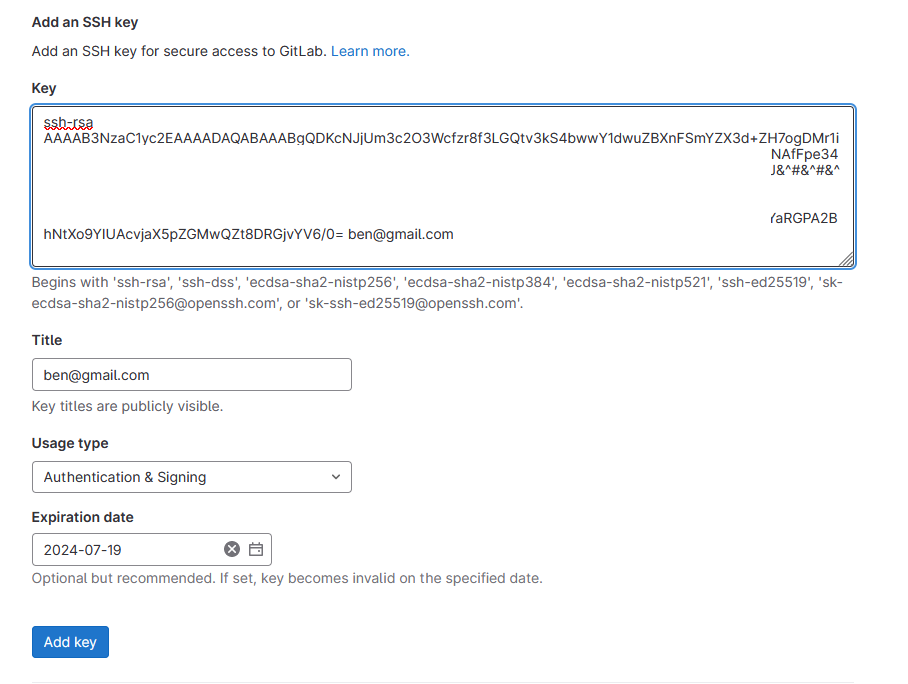 Add an SSH key
Add an SSH key for secure access to GitLab. Learn more.
Key
ssh-rsa
AAAAB3NzaC1yc2EAAAADAQABAAABgQDKcNJjUm3c2O3Wcfzr8f3LGQtv3kS4bwwY1dwuZBXnFSmYZX3d+ZH7ogDMr1i
NAfFpe34
J&^#&^#&^
YaRGPA2B
hNtXo9YIUAcvjaX5pZGMwQZt8DRGjvYV6/0= ben@gmail.com
Begins with 'ssh-rsa', 'ssh-dss', 'ecdsa-sha2-nistp256', 'ecdsa-sha2-nistp384', 'ecdsa-sha2-nistp521', 'ssh-ed25519', 'sk-
ecdsa-sha2-nistp256@openssh.com', or 'sk-ssh-ed25519@openssh.com'.
Title
ben@gmail.com
Key titles are publicly visible.
Usage type
Authentication & Signing
Expiration date
2024-07-19
Optional but recommended. If set, key becomes invalid on the specified date.
Add key